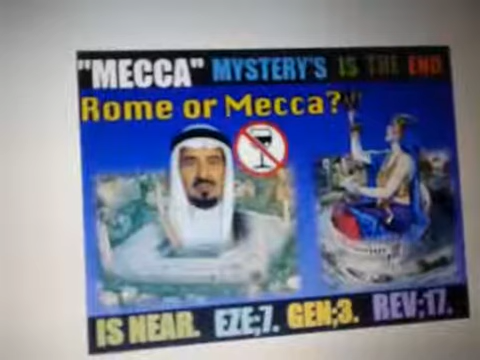 "MECCA" MYSTERY'S IS THE END
Rome or Mecca?
IS NEAR. EZE;7. GEN;3. REV;17.